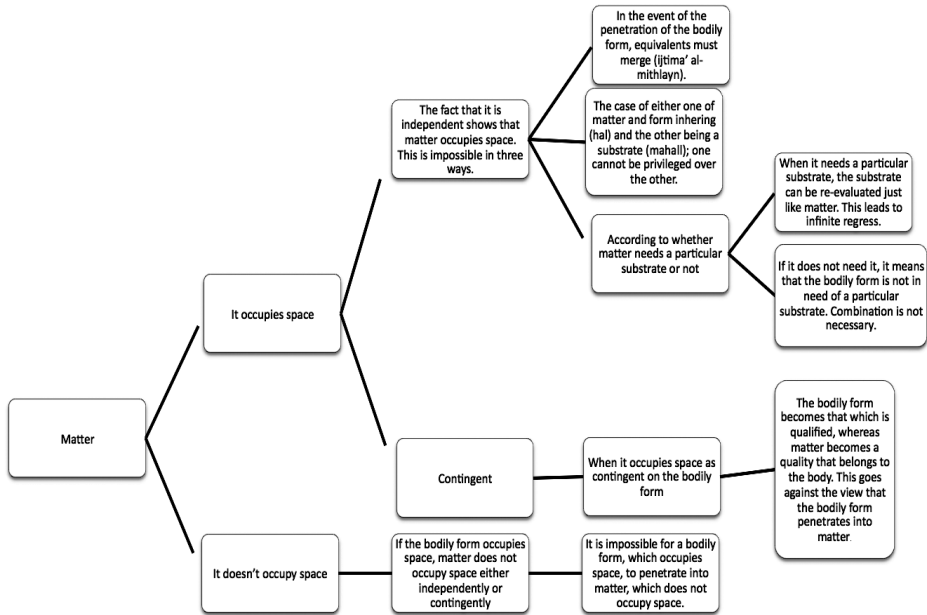 In the event of the
penetration of the bodily
form, equivalents must
merge (ijtima’ al-
mithlayn).
The fact that it is
independent shows that
matter occupies space.
This is impossible in three
ways.
The case of either one of
matter and form inhering
(hal) and the other being a
substrate (mahall); one
cannot be privileged over
the other.
When it needs a particular
substrate, the substrate
can be re-evaluated just
like matter. This leads to
infinite regress.
According to whether
matter needs a particular
substrate or not
If it does not need it, it means
that the bodily form is not in
need of a particular
substrate. Combination is not
necessary.
It occupies space
Matter
Contingent
When it occupies space as
contingent on the bodily
form
The bodily form
becomes that which is
qualified, whereas
matter becomes a
quality that belongs to
the body. This goes
against the view that
the bodily form
penetrates into
matter.
It doesn’t occupy space
If the bodily form occupies
space, matter does not
occupy space either
independently or
contingently
It is impossible for a bodily
form, which occupies
space, to penetrate into
matter, which does not
occupy space.